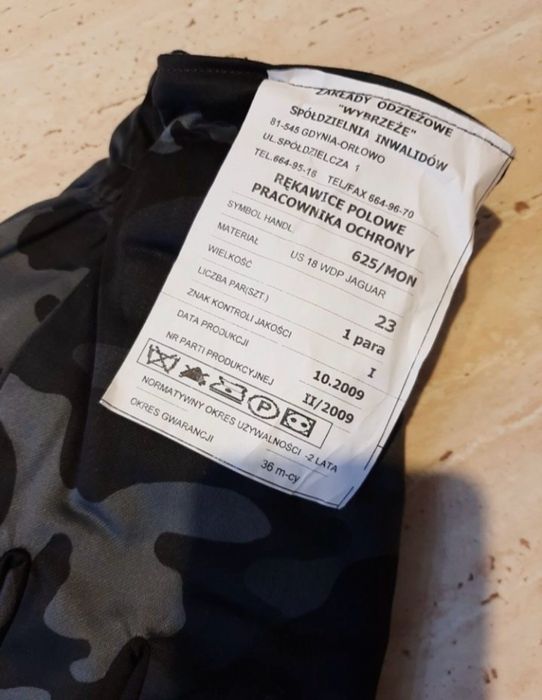 ZAKŁADY ODZIEŻOWE
"WYBRZEŻE"
SPÓŁDZIELNIA INWALIDÓW
81-545 GDYNIA-ORŁOWO
UL.SPÓŁDZIELCZA 1
TEL.664-95-16 TEL/FAX 664-96-70
RĘKAWICE POLOWE
PRACOWNIKA OCHRONY
SYMBOL HANDL. 625/MON
MATERIAŁ US 18 WDP JAGUAR
WIELKOŚĆ 23
LICZBA PAR(SZT.) 1 para
ZNAK KONTROLI JAKOŚCI I
DATA PRODUKCJI 10.2009
NR PARTI PRODUKCYJNEJ II/2009
P
NORMATYWNY OKRES UŻYWALNOŚCI -2 LATA
OKRES GWARANCJI 36 m-cy